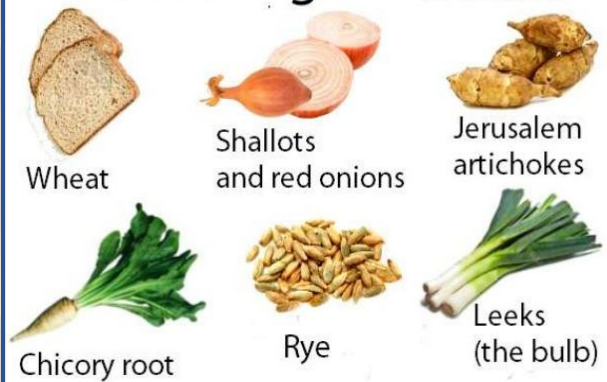 Wheat
Shallots
and red onions
Jerusalem
artichokes
Chicory root
Rye
Leeks
(the bulb)